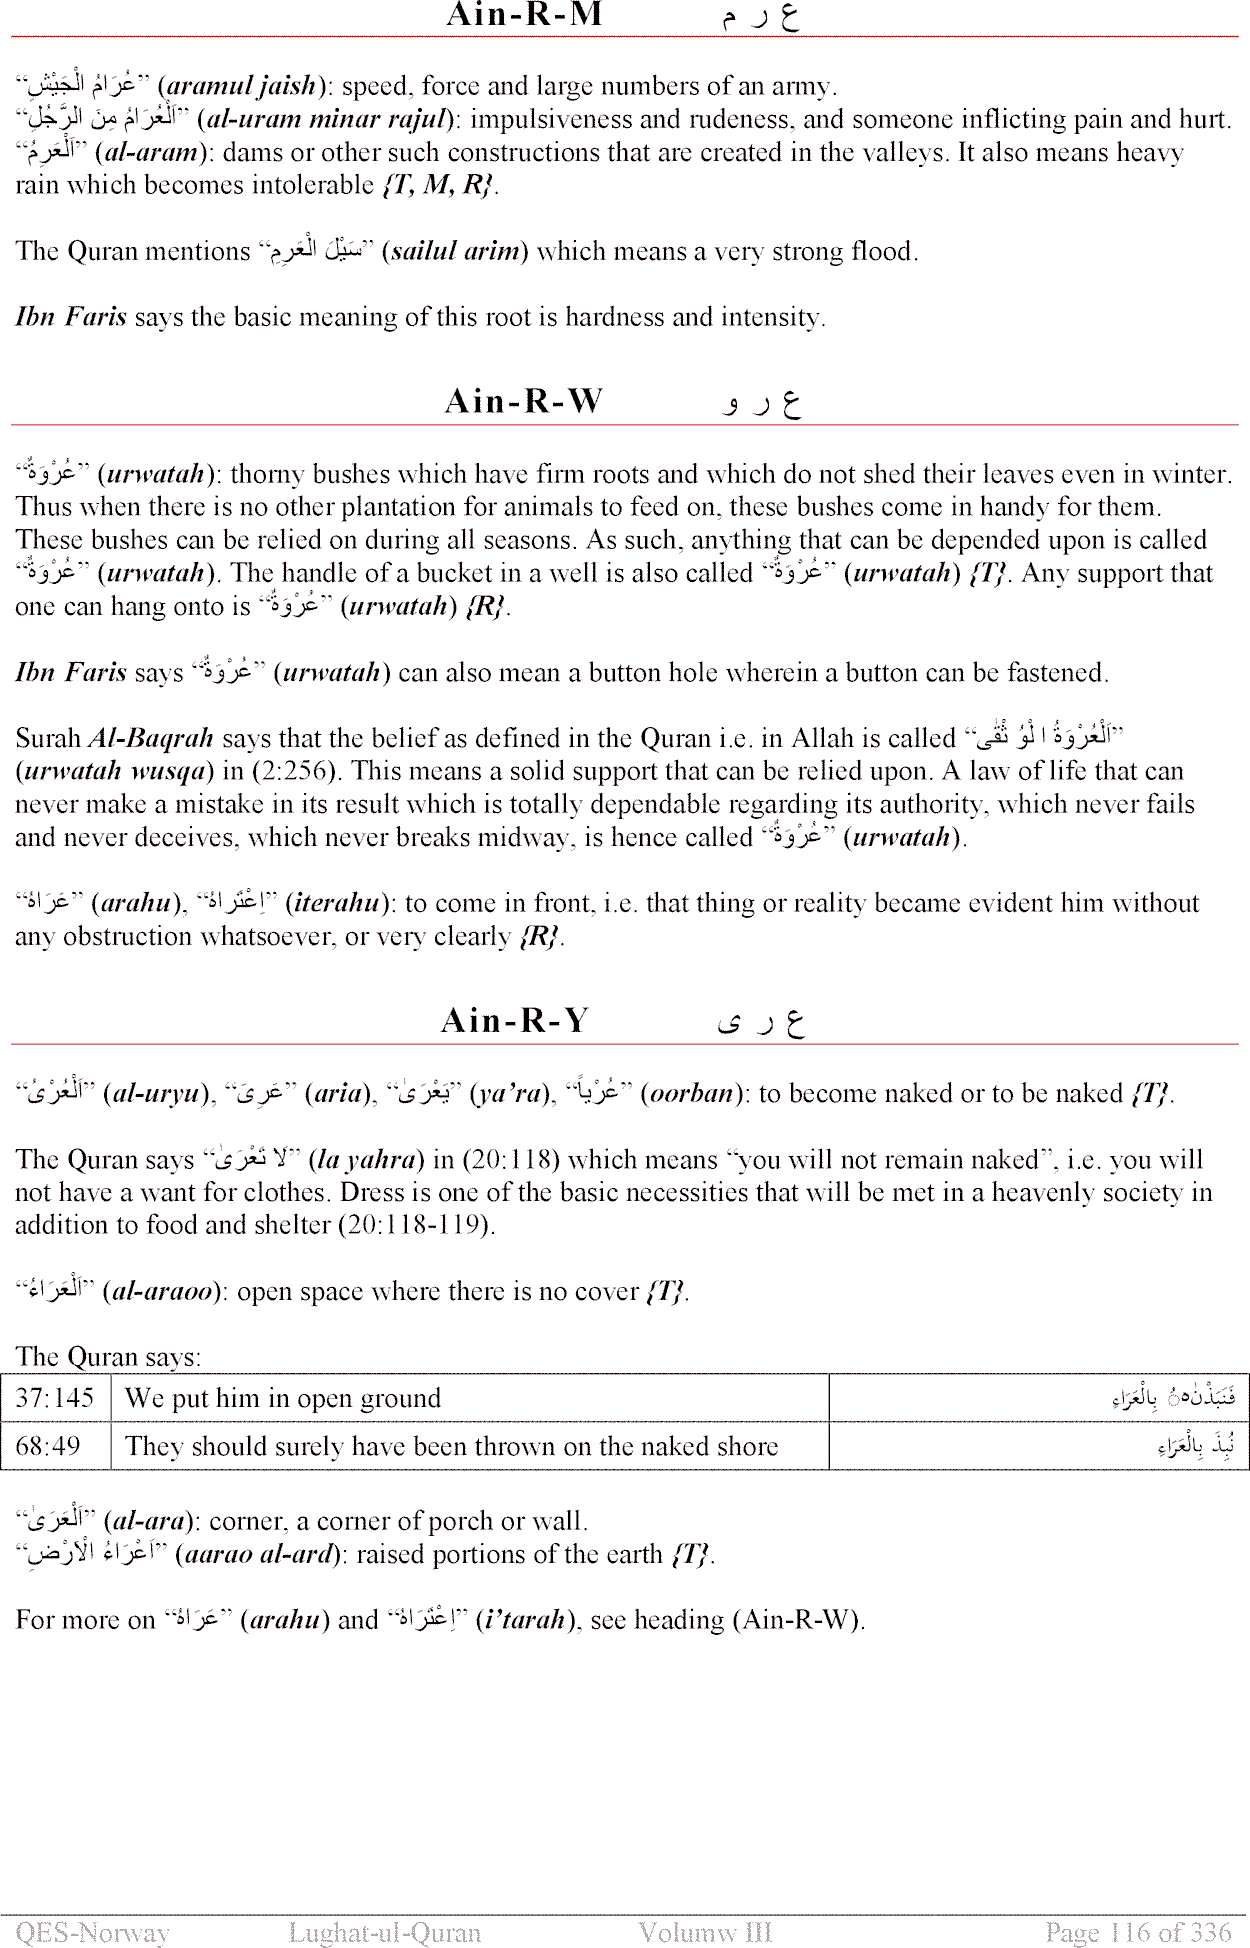 Ain-R-M ع ر م
“عُرَامُ الْجَيْشِ” (aramul jaish): speed, force and large numbers of an army.
“اَلْعُرَامُ مِنَ الرَّجُلِ” (al-uram minar rajul): impulsiveness and rudeness, and someone inflicting pain and hurt.
“اَلْعَرِمُ” (al-aram): dams or other such constructions that are created in the valleys. It also means heavy
rain which becomes intolerable {T, M, R}.
The Quran mentions “سَيْلَ الْعَرِمِ” (sailul arim) which means a very strong flood.
Ibn Faris says the basic meaning of this root is hardness and intensity.
Ain-R-W ع ر و
“عُرْوَةٌ” (urwatah): thorny bushes which have firm roots and which do not shed their leaves even in winter.
Thus when there is no other plantation for animals to feed on, these bushes come in handy for them.
These bushes can be relied on during all seasons. As such, anything that can be depended upon is called
“عُرْوَةٌ” (urwatah). The handle of a bucket in a well is also called “عُرْوَةٌ” (urwatah) {T}. Any support that
one can hang onto is “عُرْوَةٌ” (urwatah) {R}.
Ibn Faris says “عُرْوَةٌ” (urwatah) can also mean a button hole wherein a button can be fastened.
Surah Al-Baqrah says that the belief as defined in the Quran i.e. in Allah is called “اَلْعُرْوَةُ ا لْوُ ثْقٰى”
(urwatah wusqa) in (2:256). This means a solid support that can be relied upon. A law of life that can
never make a mistake in its result which is totally dependable regarding its authority, which never fails
and never deceives, which never breaks midway, is hence called “عُرْوَةٌ” (urwatah).
“عَرَاهُ” (arahu), “اِعْتَرَاهُ” (iterahu): to come in front, i.e. that thing or reality became evident him without
any obstruction whatsoever, or very clearly {R}.
Ain-R-Y ع ر ى
“اَلْعُرْىُ” (al-uryu), “عَرِىَ” (aria), “يَعْرَىٰ” (ya’ra), “عُرْياً” (oorban): to become naked or to be naked {T}.
The Quran says “لَا تَعْرَىٰ” (la yahra) in (20:118) which means “you will not remain naked”, i.e. you will
not have a want for clothes. Dress is one of the basic necessities that will be met in a heavenly society in
addition to food and shelter (20:118-119).
“اَلْعَرَاءُ” (al-araoo): open space where there is no cover {T}.
The Quran says:
37:145 We put him in open ground فَنَبَذْنٰهُ بِالْعَرَاءِ
68:49 They should surely have been thrown on the naked shore نُبِذَ بِالْعَرَاءِ
“اَلْعَرَىٰ” (al-ara): corner, a corner of porch or wall.
“اَعْرَاءُ الْاَرْضِ” (aarao al-ard): raised portions of the earth {T}.
For more on “عَرَاهُ” (arahu) and “اِعْتَرَاهُ” (i’tarah), see heading (Ain-R-W).
QES-Norway Lughat-ul-Quran Volumw III Page 116 of 336